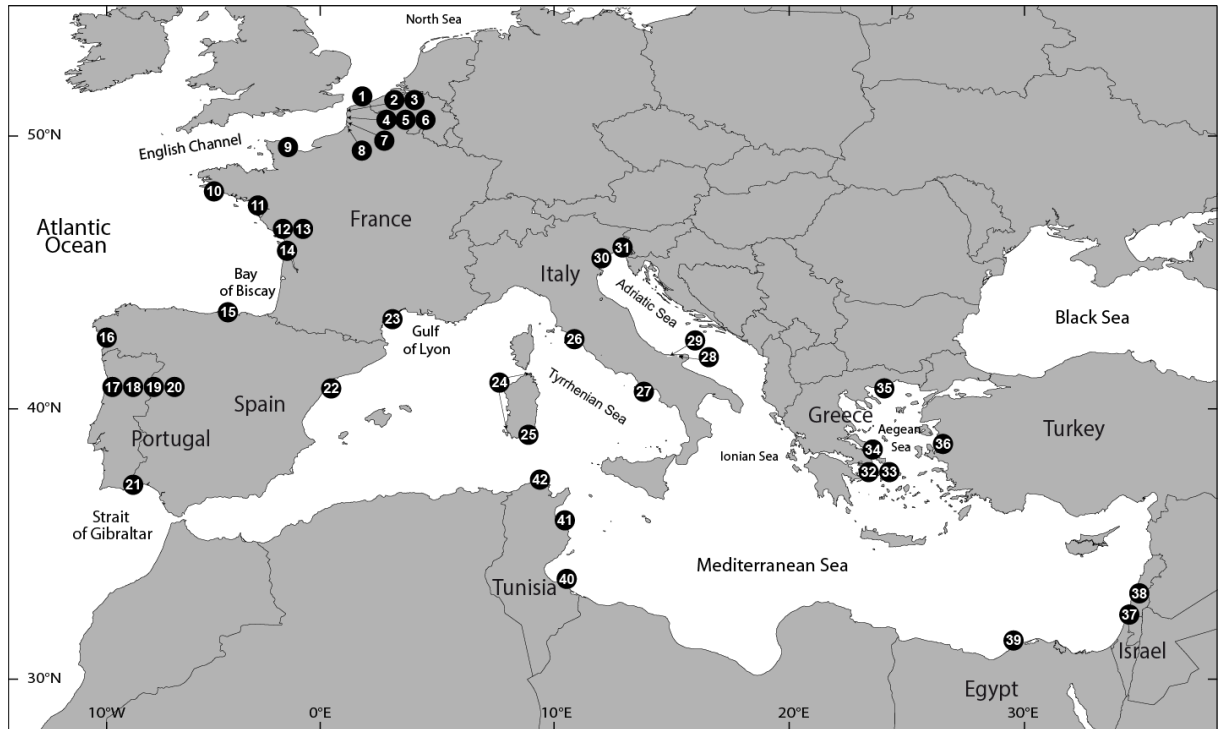 North Sea
1
2
3
4
5
6
50°N
English Channel
9
7
8
10
11
France
Atlantic
Ocean
12
13
14
31
30
Italy
Bay
of Biscay
Adriatic Sea
15
23
Gulf
of Lyon
Black Sea
16
26
29
28
24
Tyrrhenian Sea
17
18
19
20
22
27
35
40°N
Spain
Greece
Aegean
Sea
Turkey
Portugal
25
34
36
Ionian Sea
32
33
21
42
Strait
of Gibraltar
41
Mediterranean Sea
40
Tunisia
38
37
39
Israel
30°N
Egypt
10°W
0°E
10°E
20°E
30°E